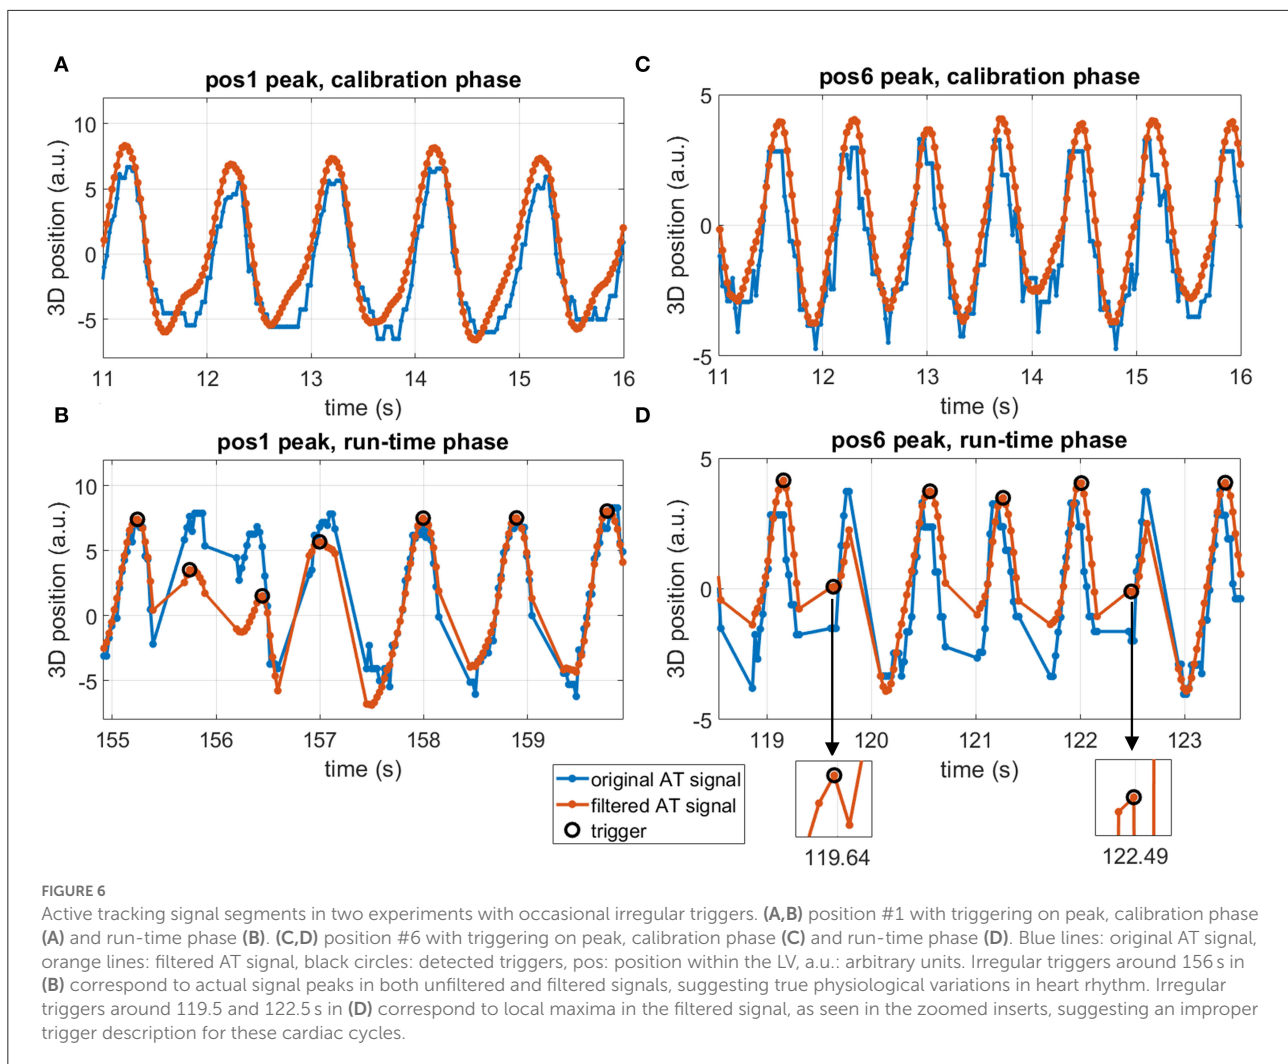 A
pos1 peak, calibration phase
10
5
0
-5
3D position (a.u.)
11 12 13 14 15 16
time (s)
C
pos6 peak, calibration phase
5
0
-5
3D position (a.u.)
11 12 13 14 15 16
time (s)
B
pos1 peak, run-time phase
10
5
0
-5
3D position (a.u.)
155 156 157 158 159
time (s)
D
pos6 peak, run-time phase
5
0
-5
3D position (a.u.)
119 120 121 122 123
time (s)
original AT signal
filtered AT signal
trigger
119.64
122.49
FIGURE 6
Active tracking signal segments in two experiments with occasional irregular triggers. (A,B) position #1 with triggering on peak, calibration phase
(A) and run-time phase (B). (C,D) position #6 with triggering on peak, calibration phase (C) and run-time phase (D). Blue lines: original AT signal,
orange lines: filtered AT signal, black circles: detected triggers, pos: position within the LV, a.u.: arbitrary units. Irregular triggers around 156 s in
(B) correspond to actual signal peaks in both unfiltered and filtered signals, suggesting true physiological variations in heart rhythm. Irregular
triggers around 119.5 and 122.5 s in (D) correspond to local maxima in the filtered signal, as seen in the zoomed inserts, suggesting an improper
trigger description for these cardiac cycles.